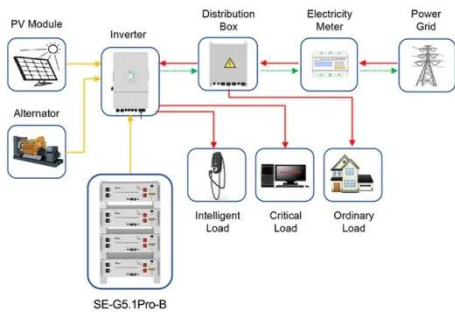 PV Module
Inverter
Distribution
Box
Electricity
Meter
Power
Grid
Alternator
Intelligent
Load
Critical
Load
Ordinary
Load
SE-G5.1Pro-B